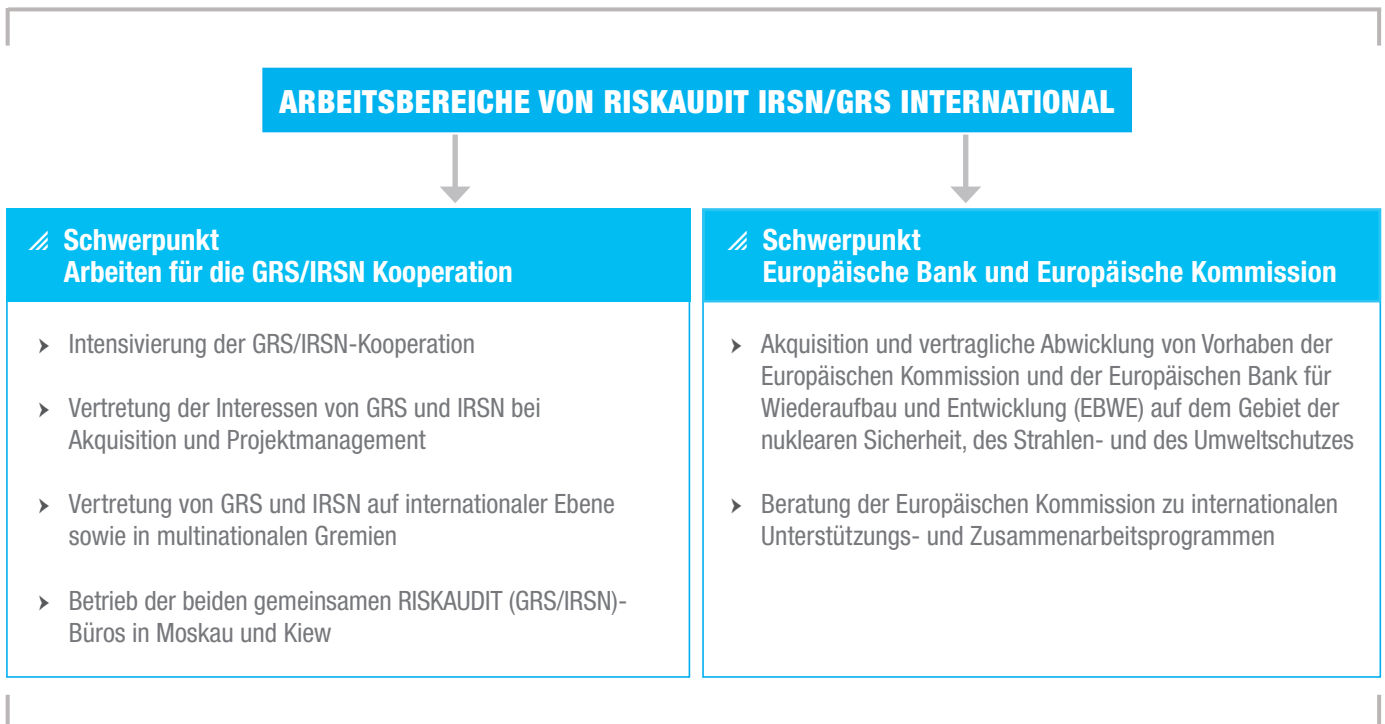 ARBEITSBEREICHE VON RISKAUDIT IRSN/GRS INTERNATIONAL
Schwerpunkt
Arbeiten für die GRS/IRSN Kooperation
Intensivierung der GRS/IRSN-Kooperation
Vertretung der Interessen von GRS und IRSN bei
Akquisition und Projektmanagement
Vertretung von GRS und IRSN auf internationaler Ebene
sowie in multinationalen Gremien
Betrieb der beiden gemeinsamen RISKAUDIT (GRS/IRSN)-
Büros in Moskau und Kiew
Schwerpunkt
Europäische Bank und Europäische Kommission
Akquisition und vertragliche Abwicklung von Vorhaben der
Europäischen Kommission und der Europäischen Bank für
Wiederaufbau und Entwicklung (EBWE) auf dem Gebiet der
nuklearen Sicherheit, des Strahlen- und des Umweltschutzes
Beratung der Europäischen Kommission zu internationalen
Unterstützungs- und Zusammenarbeitsprogrammen